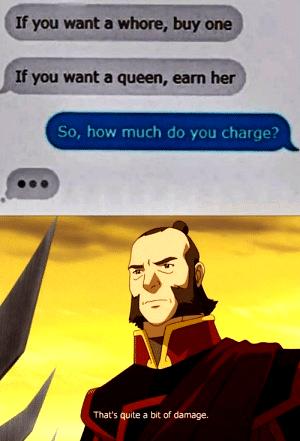 If you want a whore, buy one
If you want a queen, earn her
So, how much do you charge?
That's quite a bit of damage.